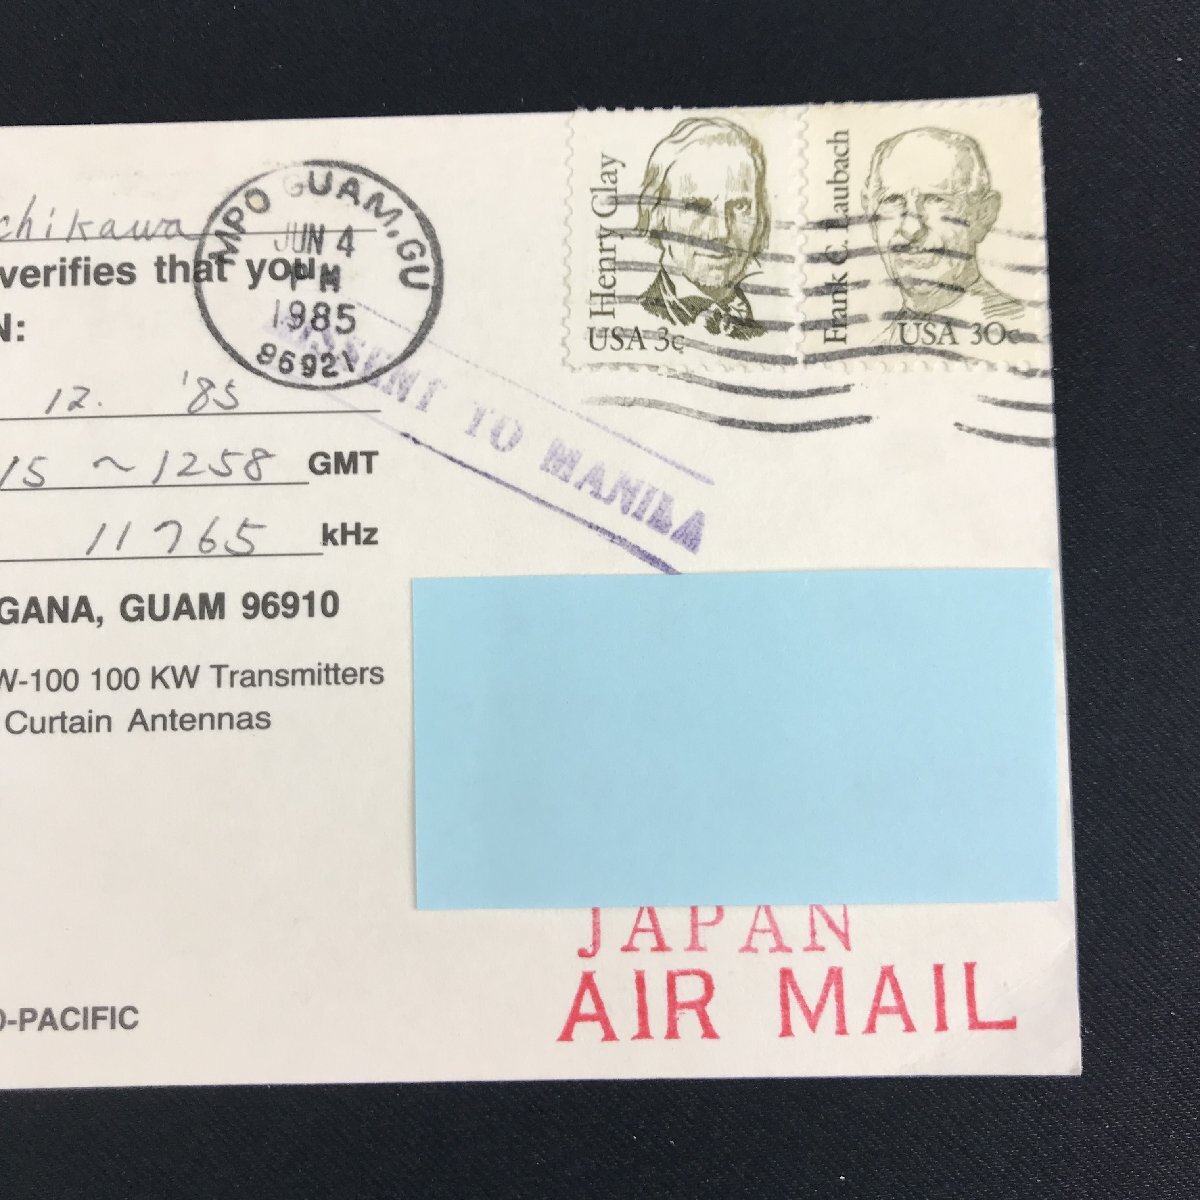 chikawa
verifies that you
N:
12. '85
15 ~ 1258 GMT
11765 kHz
GANA, GUAM 96910
W-100 100 KW Transmitters
Curtain Antennas
O-PACIFIC
MPO GUAM, GU
JUN 4
PM
1985
96921
MISSENT TO MANILA
Henry Clay
USA 3c
Frank C. Laubach
USA 30c
JAPAN
AIR MAIL